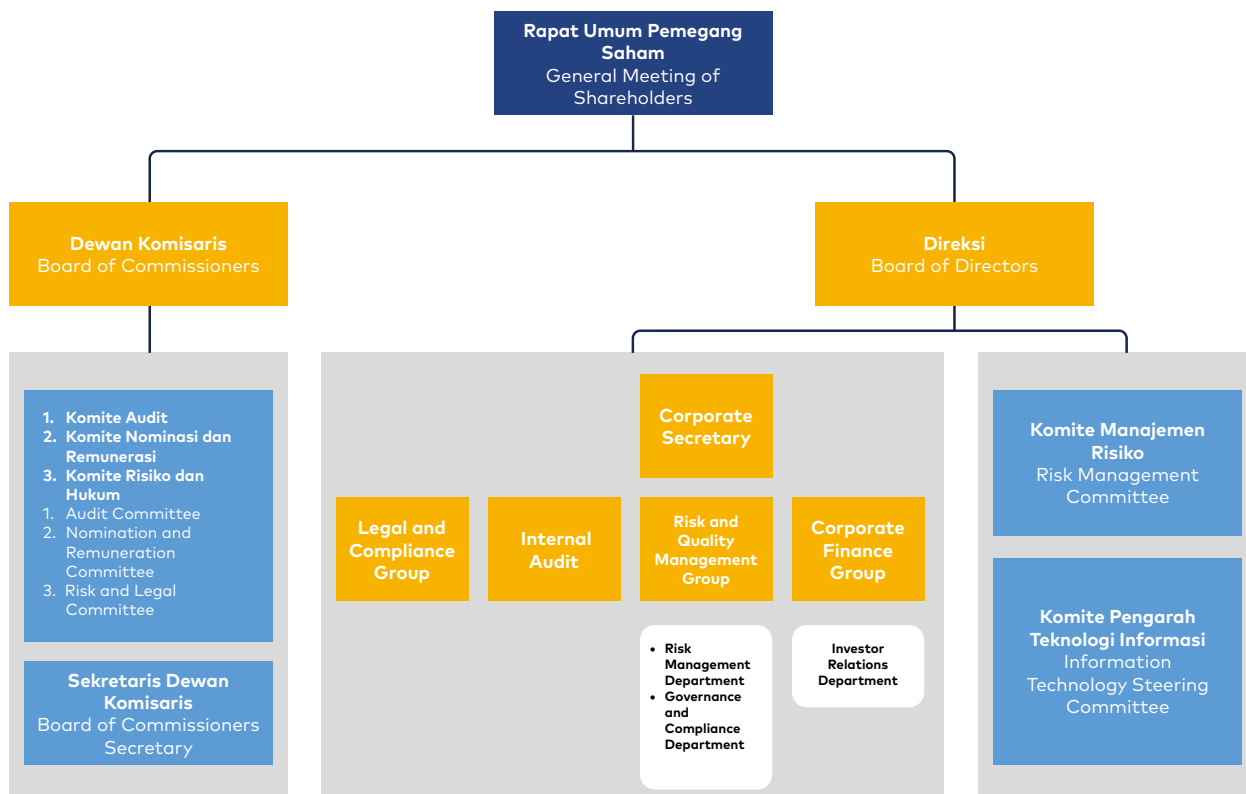 Rapat Umum Pemegang
Saham
General Meeting of
Shareholders
Dewan Komisaris
Board of Commissioners
Direksi
Board of Directors
1. Komite Audit
2. Komite Nominasi dan
Remunerasi
3. Komite Risiko dan
Hukum
1. Audit Committee
2. Nomination and
Remuneration
Committee
3. Risk and Legal
Committee
Sekretaris Dewan
Komisaris
Board of Commissioners
Secretary
Corporate
Secretary
Legal and
Compliance
Group
Internal
Audit
Risk and
Quality
Management
Group
Corporate
Finance
Group
• Risk
Management
Department
• Governance
and
Compliance
Department
Investor
Relations
Department
Komite Manajemen
Risiko
Risk Management
Committee
Komite Pengarah
Teknologi Informasi
Information
Technology Steering
Committee